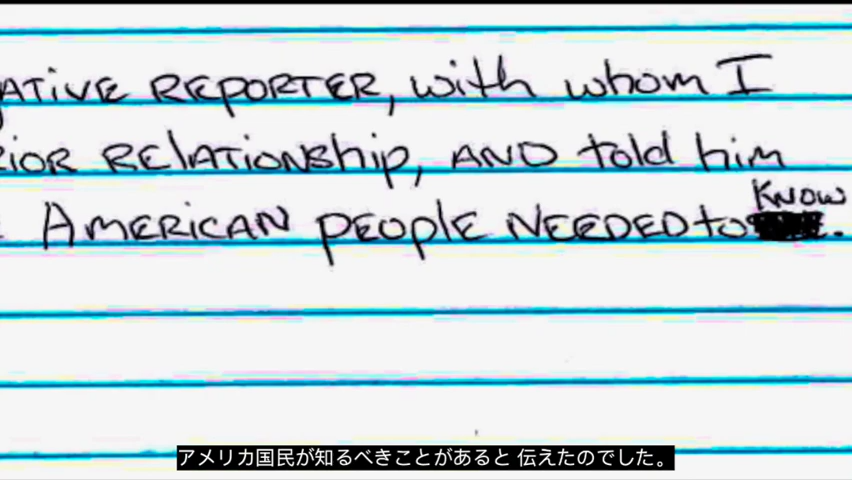 ATIVE REPORTER, with whom I
RIOR RELATIONShip, AND told him
AMERICAN PEOPLE NEEDED to KNOW.
アメリカ国民が知るべきことがあると 伝えたのでした。